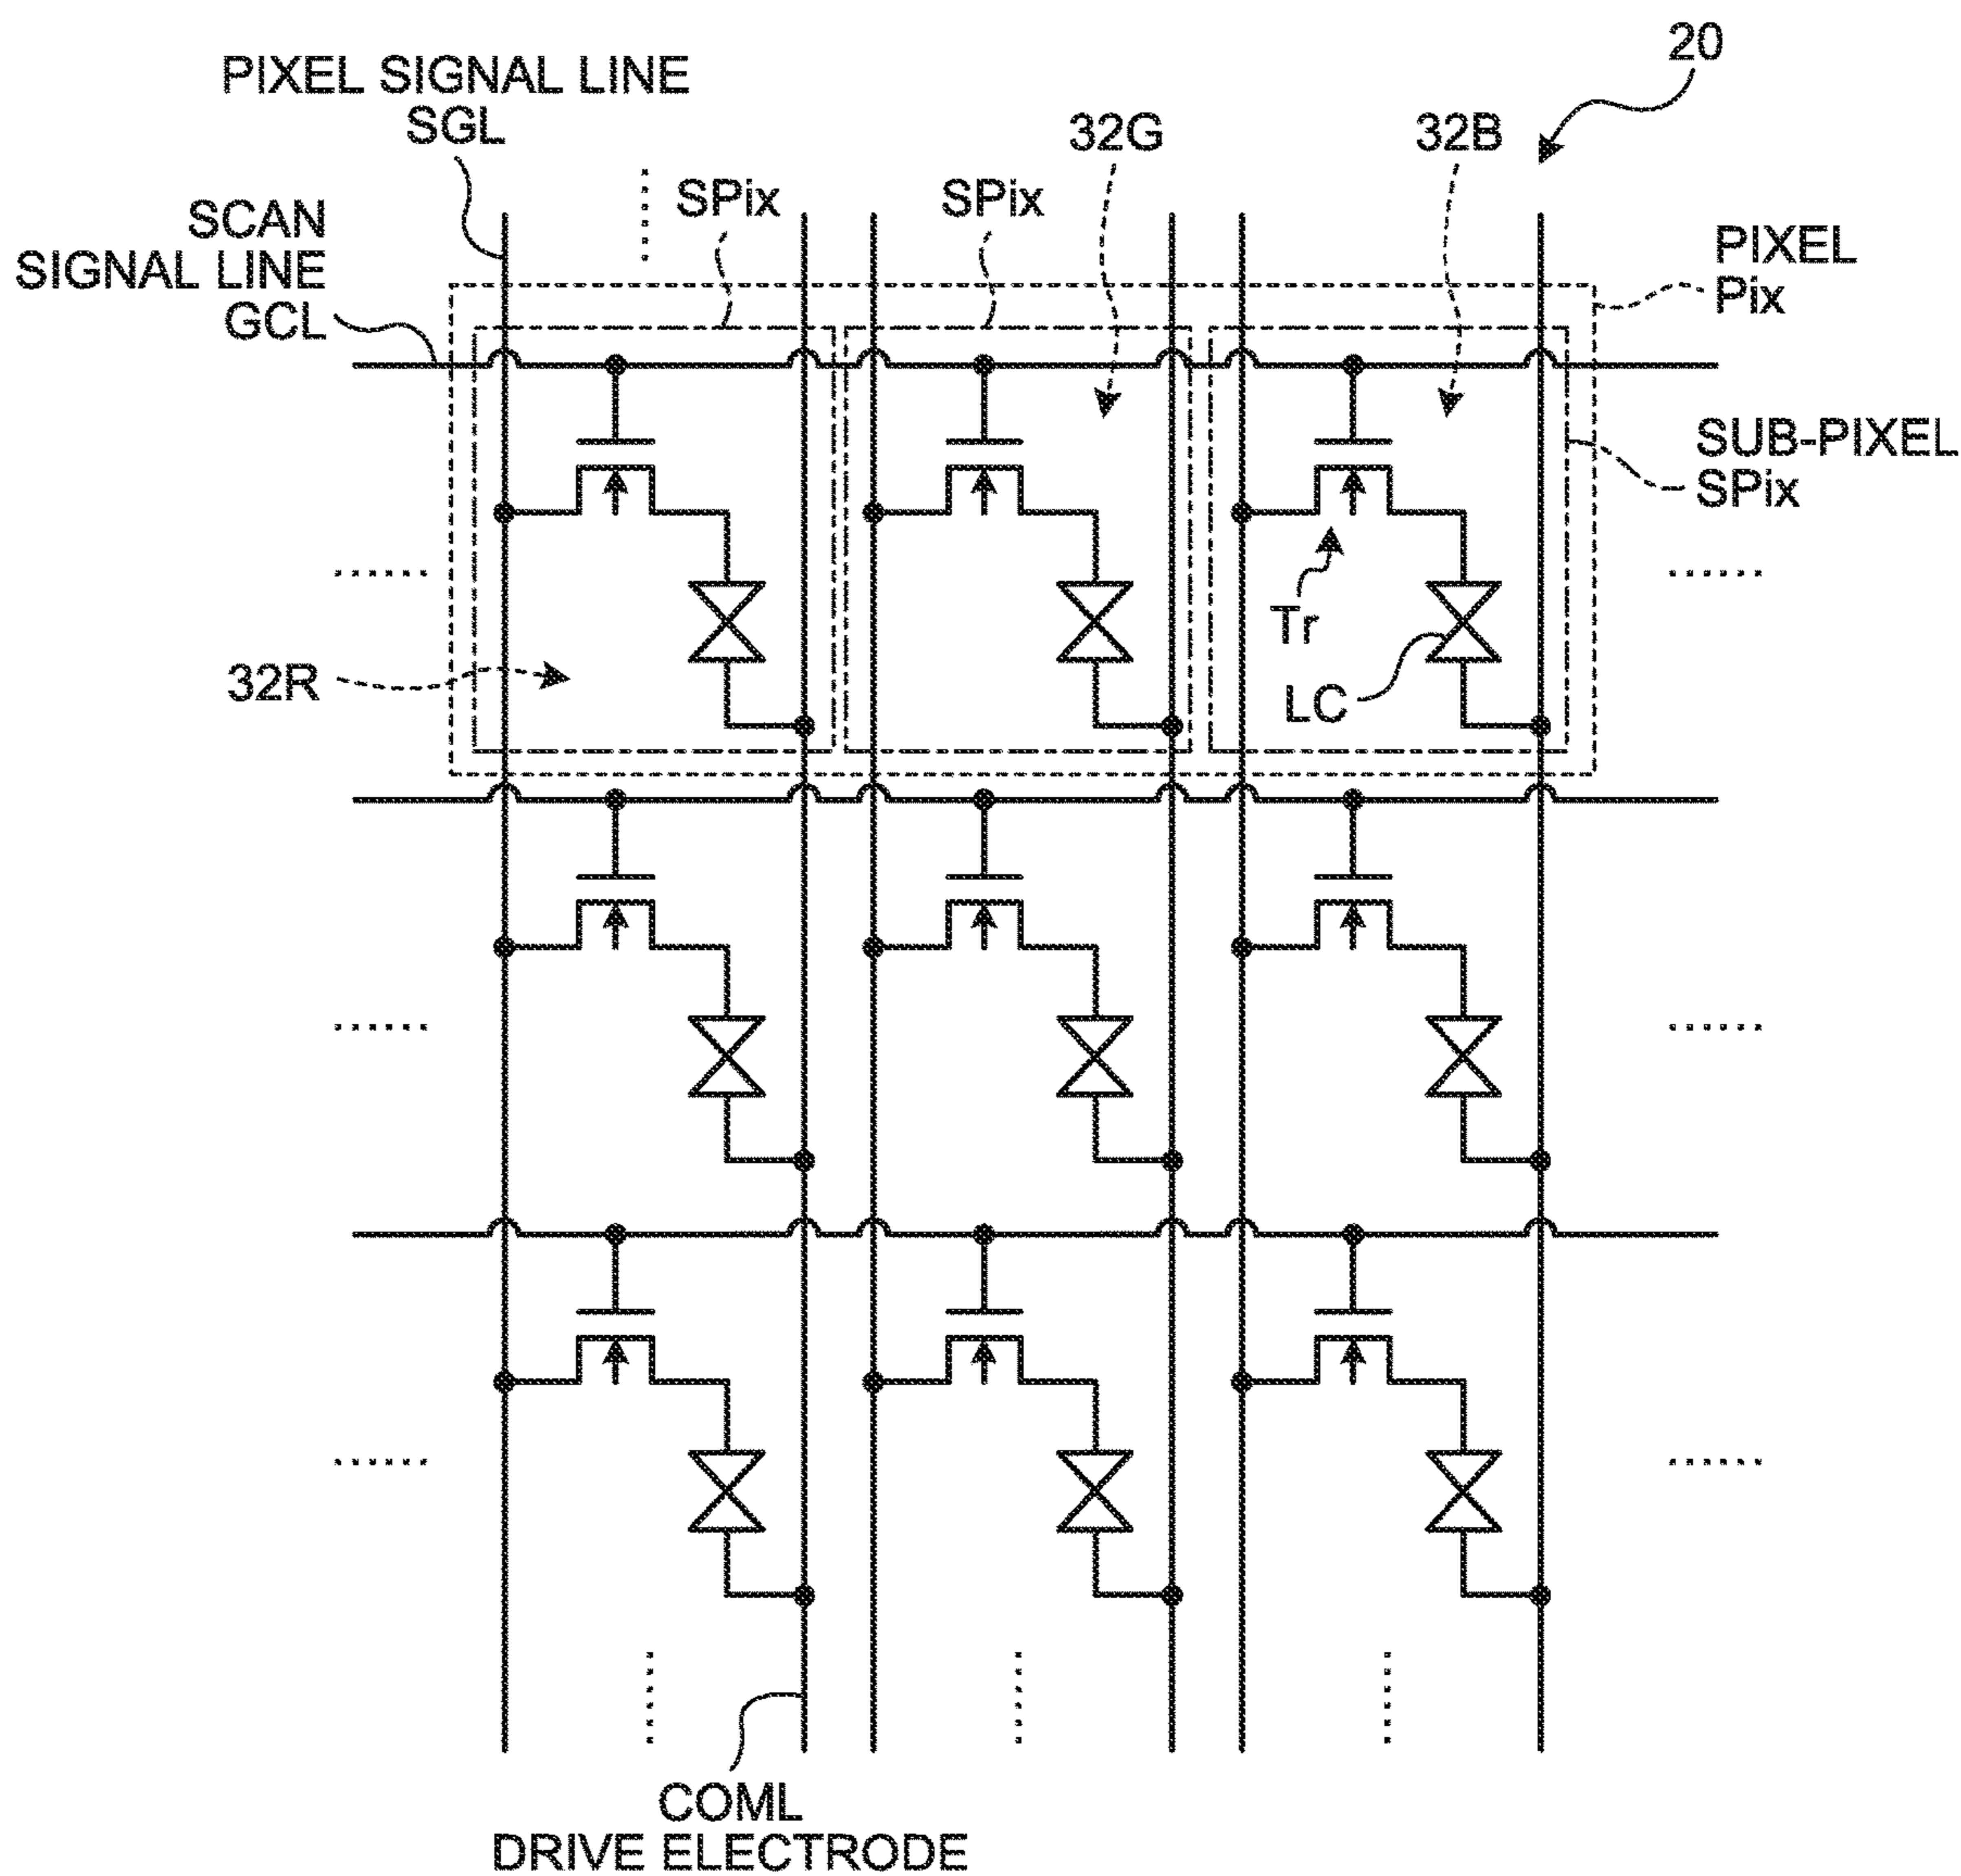 20
PIXEL SIGNAL LINE
SGL
32G
32B
SPix
SPix
SCAN
SIGNAL LINE
GCL
PIXEL
Pix
SUB-PIXEL
SPix
Tr
32R
LC
COML
DRIVE ELECTRODE